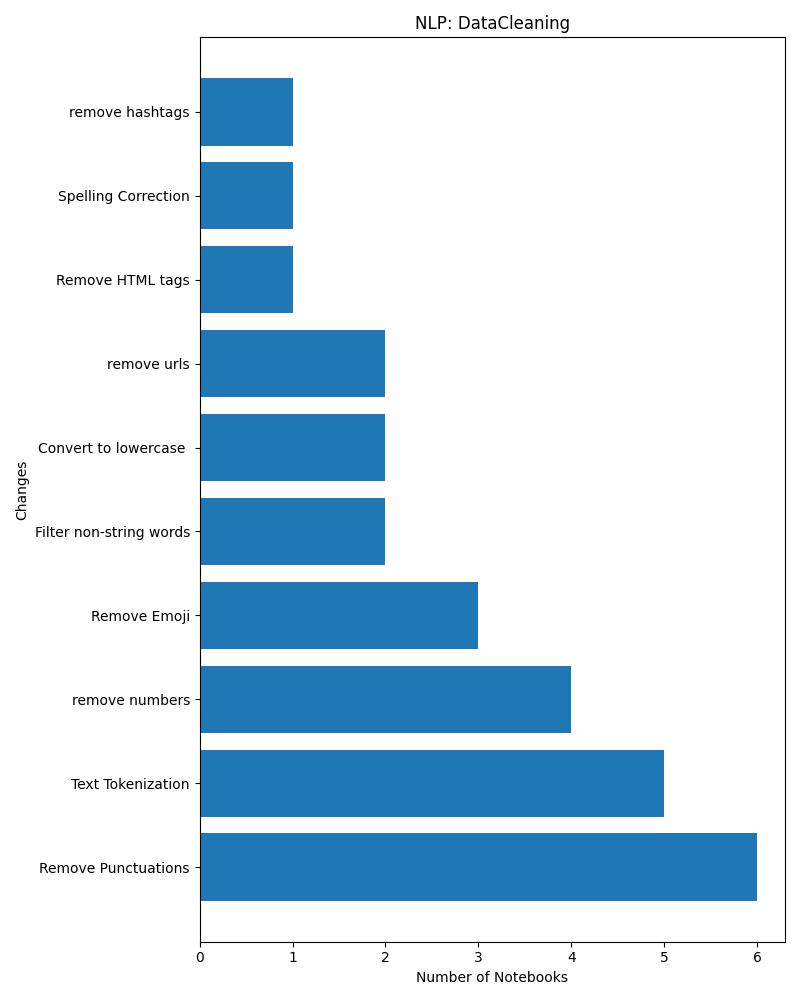 NLP: DataCleaning
remove hashtags
Spelling Correction
Remove HTML tags
remove urls
Convert to lowercase
Filter non-string words
Remove Emoji
remove numbers
Text Tokenization
Remove Punctuations
Changes
0 1 2 3 4 5 6
Number of Notebooks